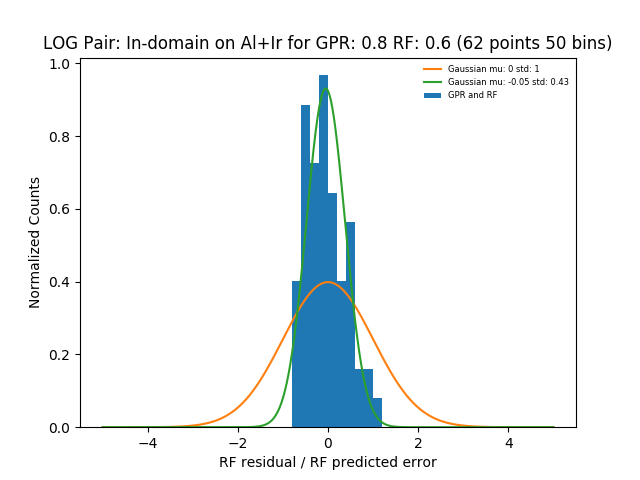 LOG Pair: In-domain on Al+Ir for GPR: 0.8 RF: 0.6 (62 points 50 bins)
Gaussian mu: 0 std: 1
Gaussian mu: -0.05 std: 0.43
GPR and RF
Normalized Counts
1.0
0.8
0.6
0.4
0.2
0.0
−4 −2 0 2 4
RF residual / RF predicted error